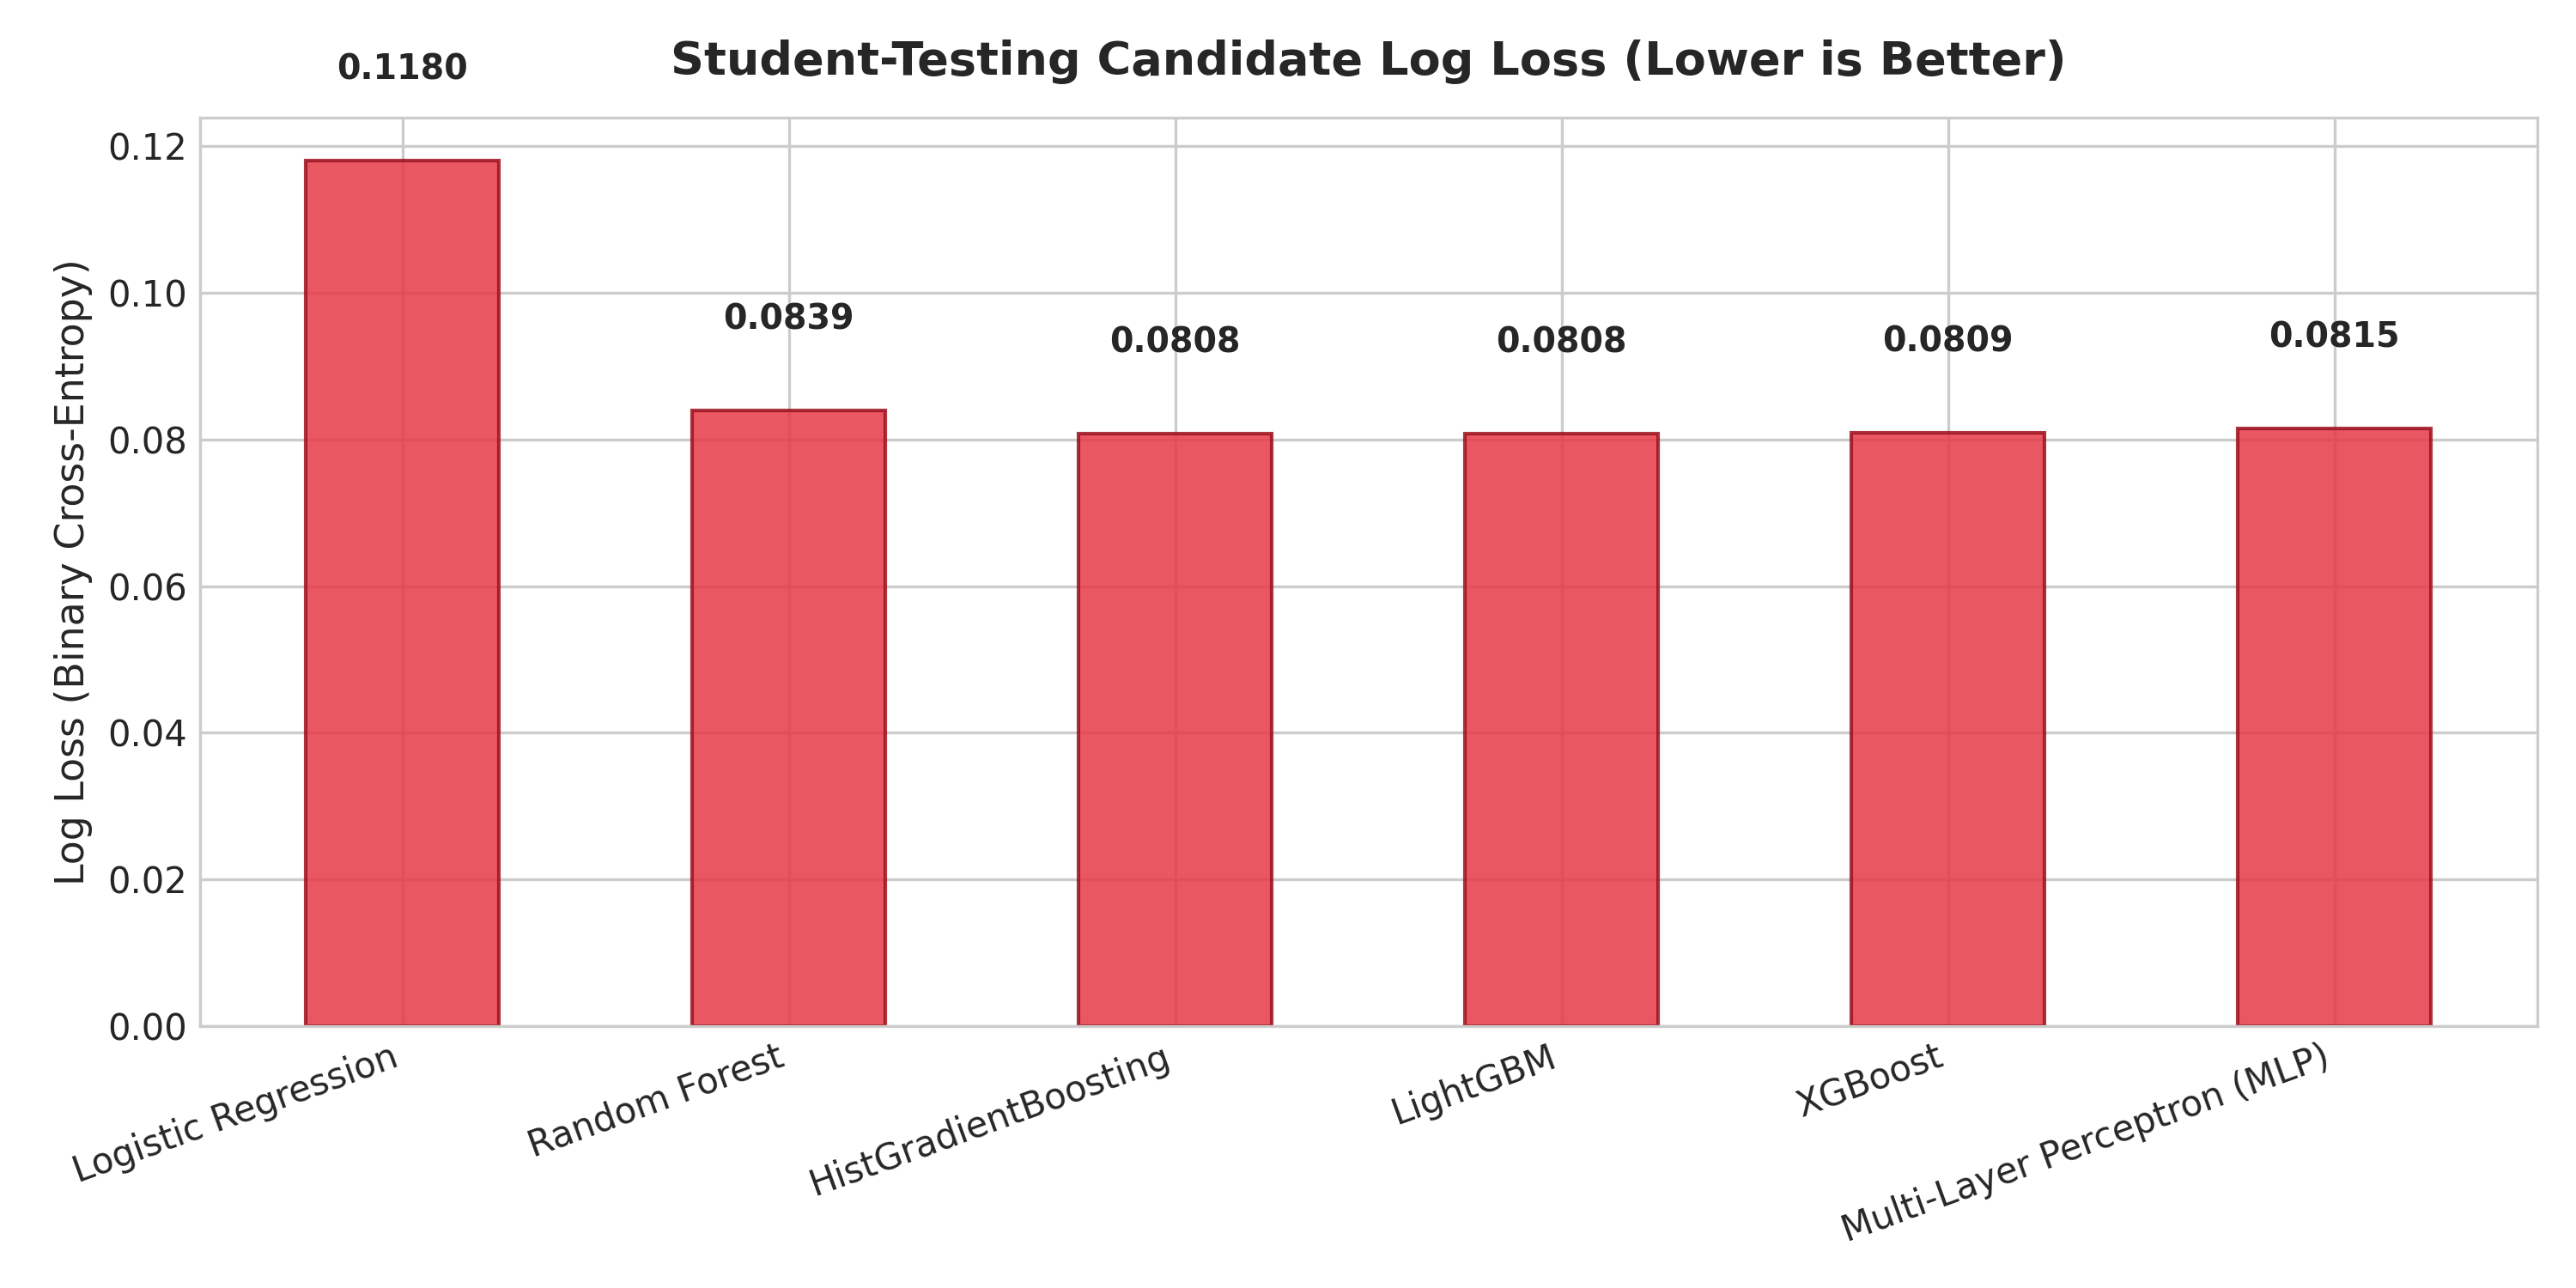 Student-Testing Candidate Log Loss (Lower is Better)
Log Loss (Binary Cross-Entropy)
0.12
0.10
0.08
0.06
0.04
0.02
0.00
0.1180
0.0839
0.0808
0.0808
0.0809
0.0815
Logistic Regression
Random Forest
HistGradientBoosting
LightGBM
XGBoost
Multi-Layer Perceptron (MLP)